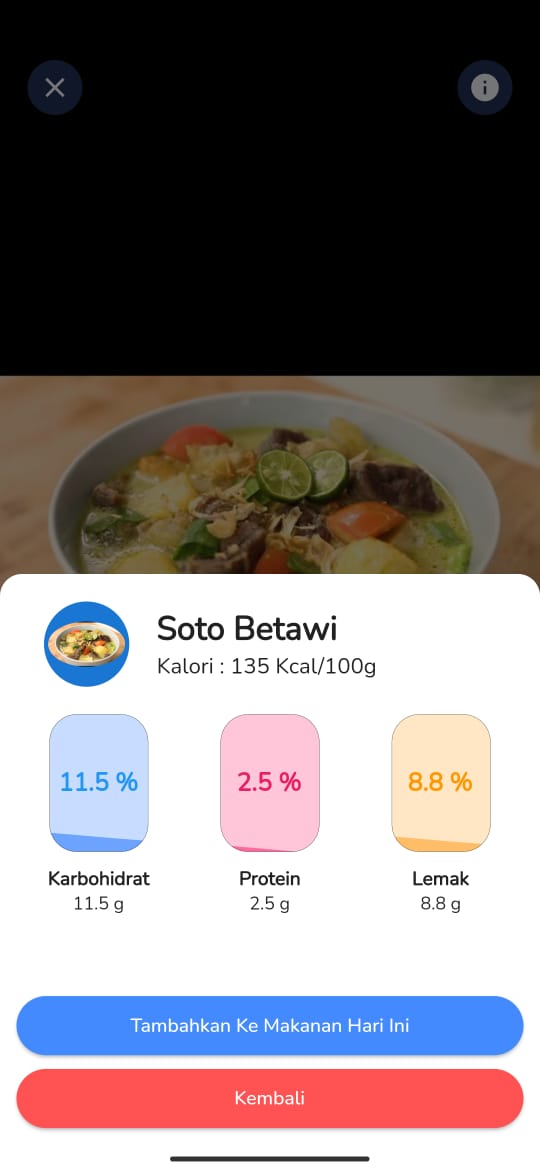 Soto Betawi
Kalori : 135 Kcal/100g
11.5 %
2.5 %
8.8 %
Karbohidrat
Protein
Lemak
11.5 g
2.5 g
8.8 g
Tambahkan Ke Makanan Hari Ini
Kembali